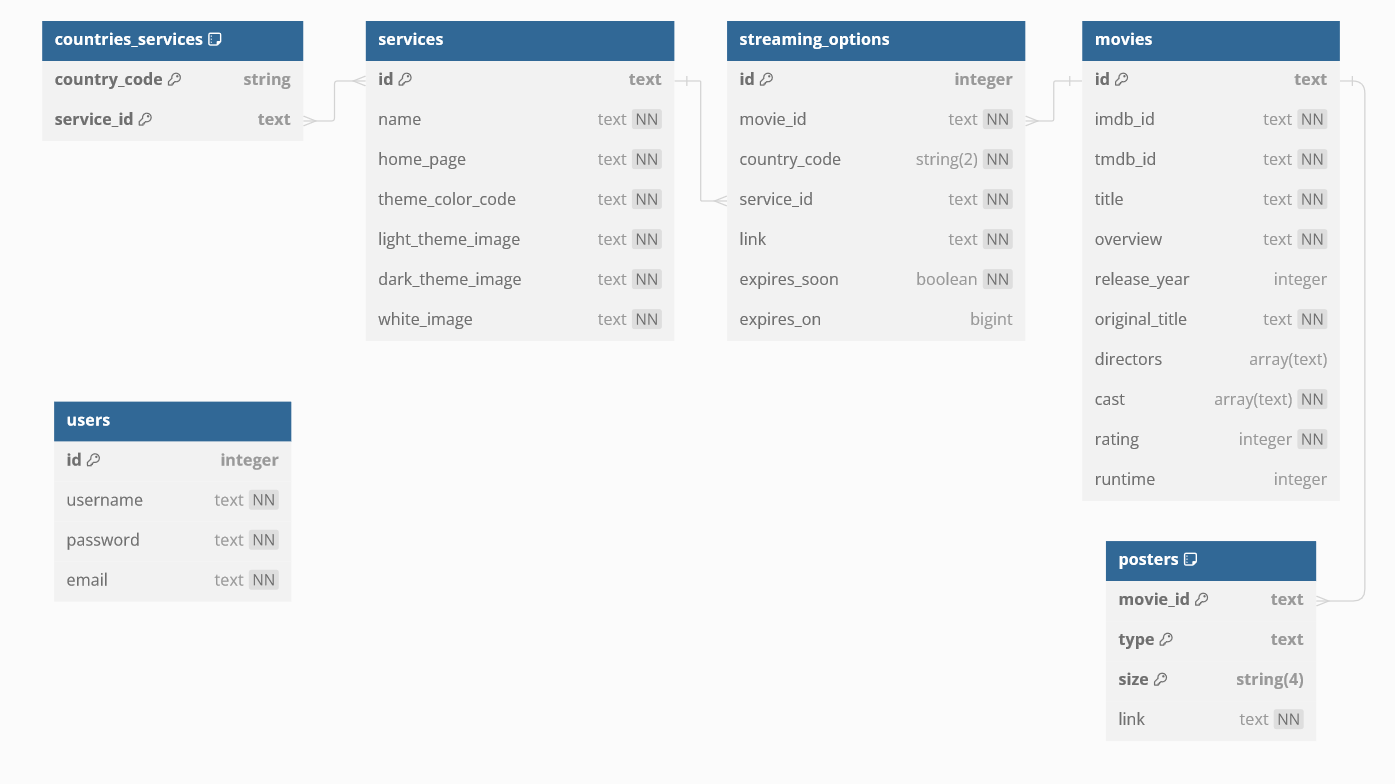 countries_services
country_code string
service_id text
services
id text
name text NN
home_page text NN
theme_color_code text NN
light_theme_image text NN
dark_theme_image text NN
white_image text NN
streaming_options
id integer
movie_id text NN
country_code string(2) NN
service_id text NN
link text NN
expires_soon boolean NN
expires_on bigint
movies
id text
imdb_id text NN
tmdb_id text NN
title text NN
overview text NN
release_year integer
original_title text NN
directors array(text)
cast array(text) NN
rating integer NN
runtime integer
users
id integer
username text NN
password text NN
email text NN
posters
movie_id text
type text
size string(4)
link text NN